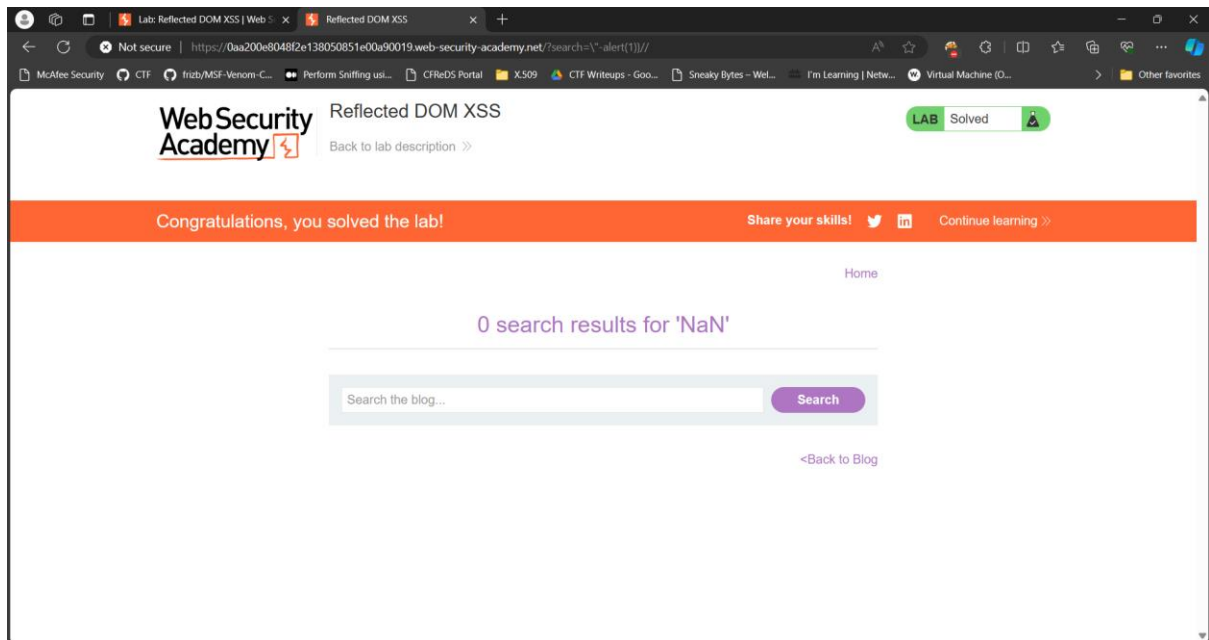 Lab: Reflected DOM XSS | Web S
Reflected DOM XSS
Not secure
https://0aa200e8048f2e138050851e00a90019.web-security-academy.net/?search=\"-alert(1)}//
McAfee Security
CTF
frizb/MSF-Venom-C...
Perform Sniffing usi...
CFReDS Portal
X.509
CTF Writeups - Goo...
Sneaky Bytes – Wel...
I'm Learning | Netw...
Virtual Machine (O...
Other favorites
WebSecurity
Academy
Reflected DOM XSS
Back to lab description
LAB Solved
Congratulations, you solved the lab!
Share your skills!
Continue learning
Home
0 search results for 'NaN'
Search the blog...
Search
<Back to Blog